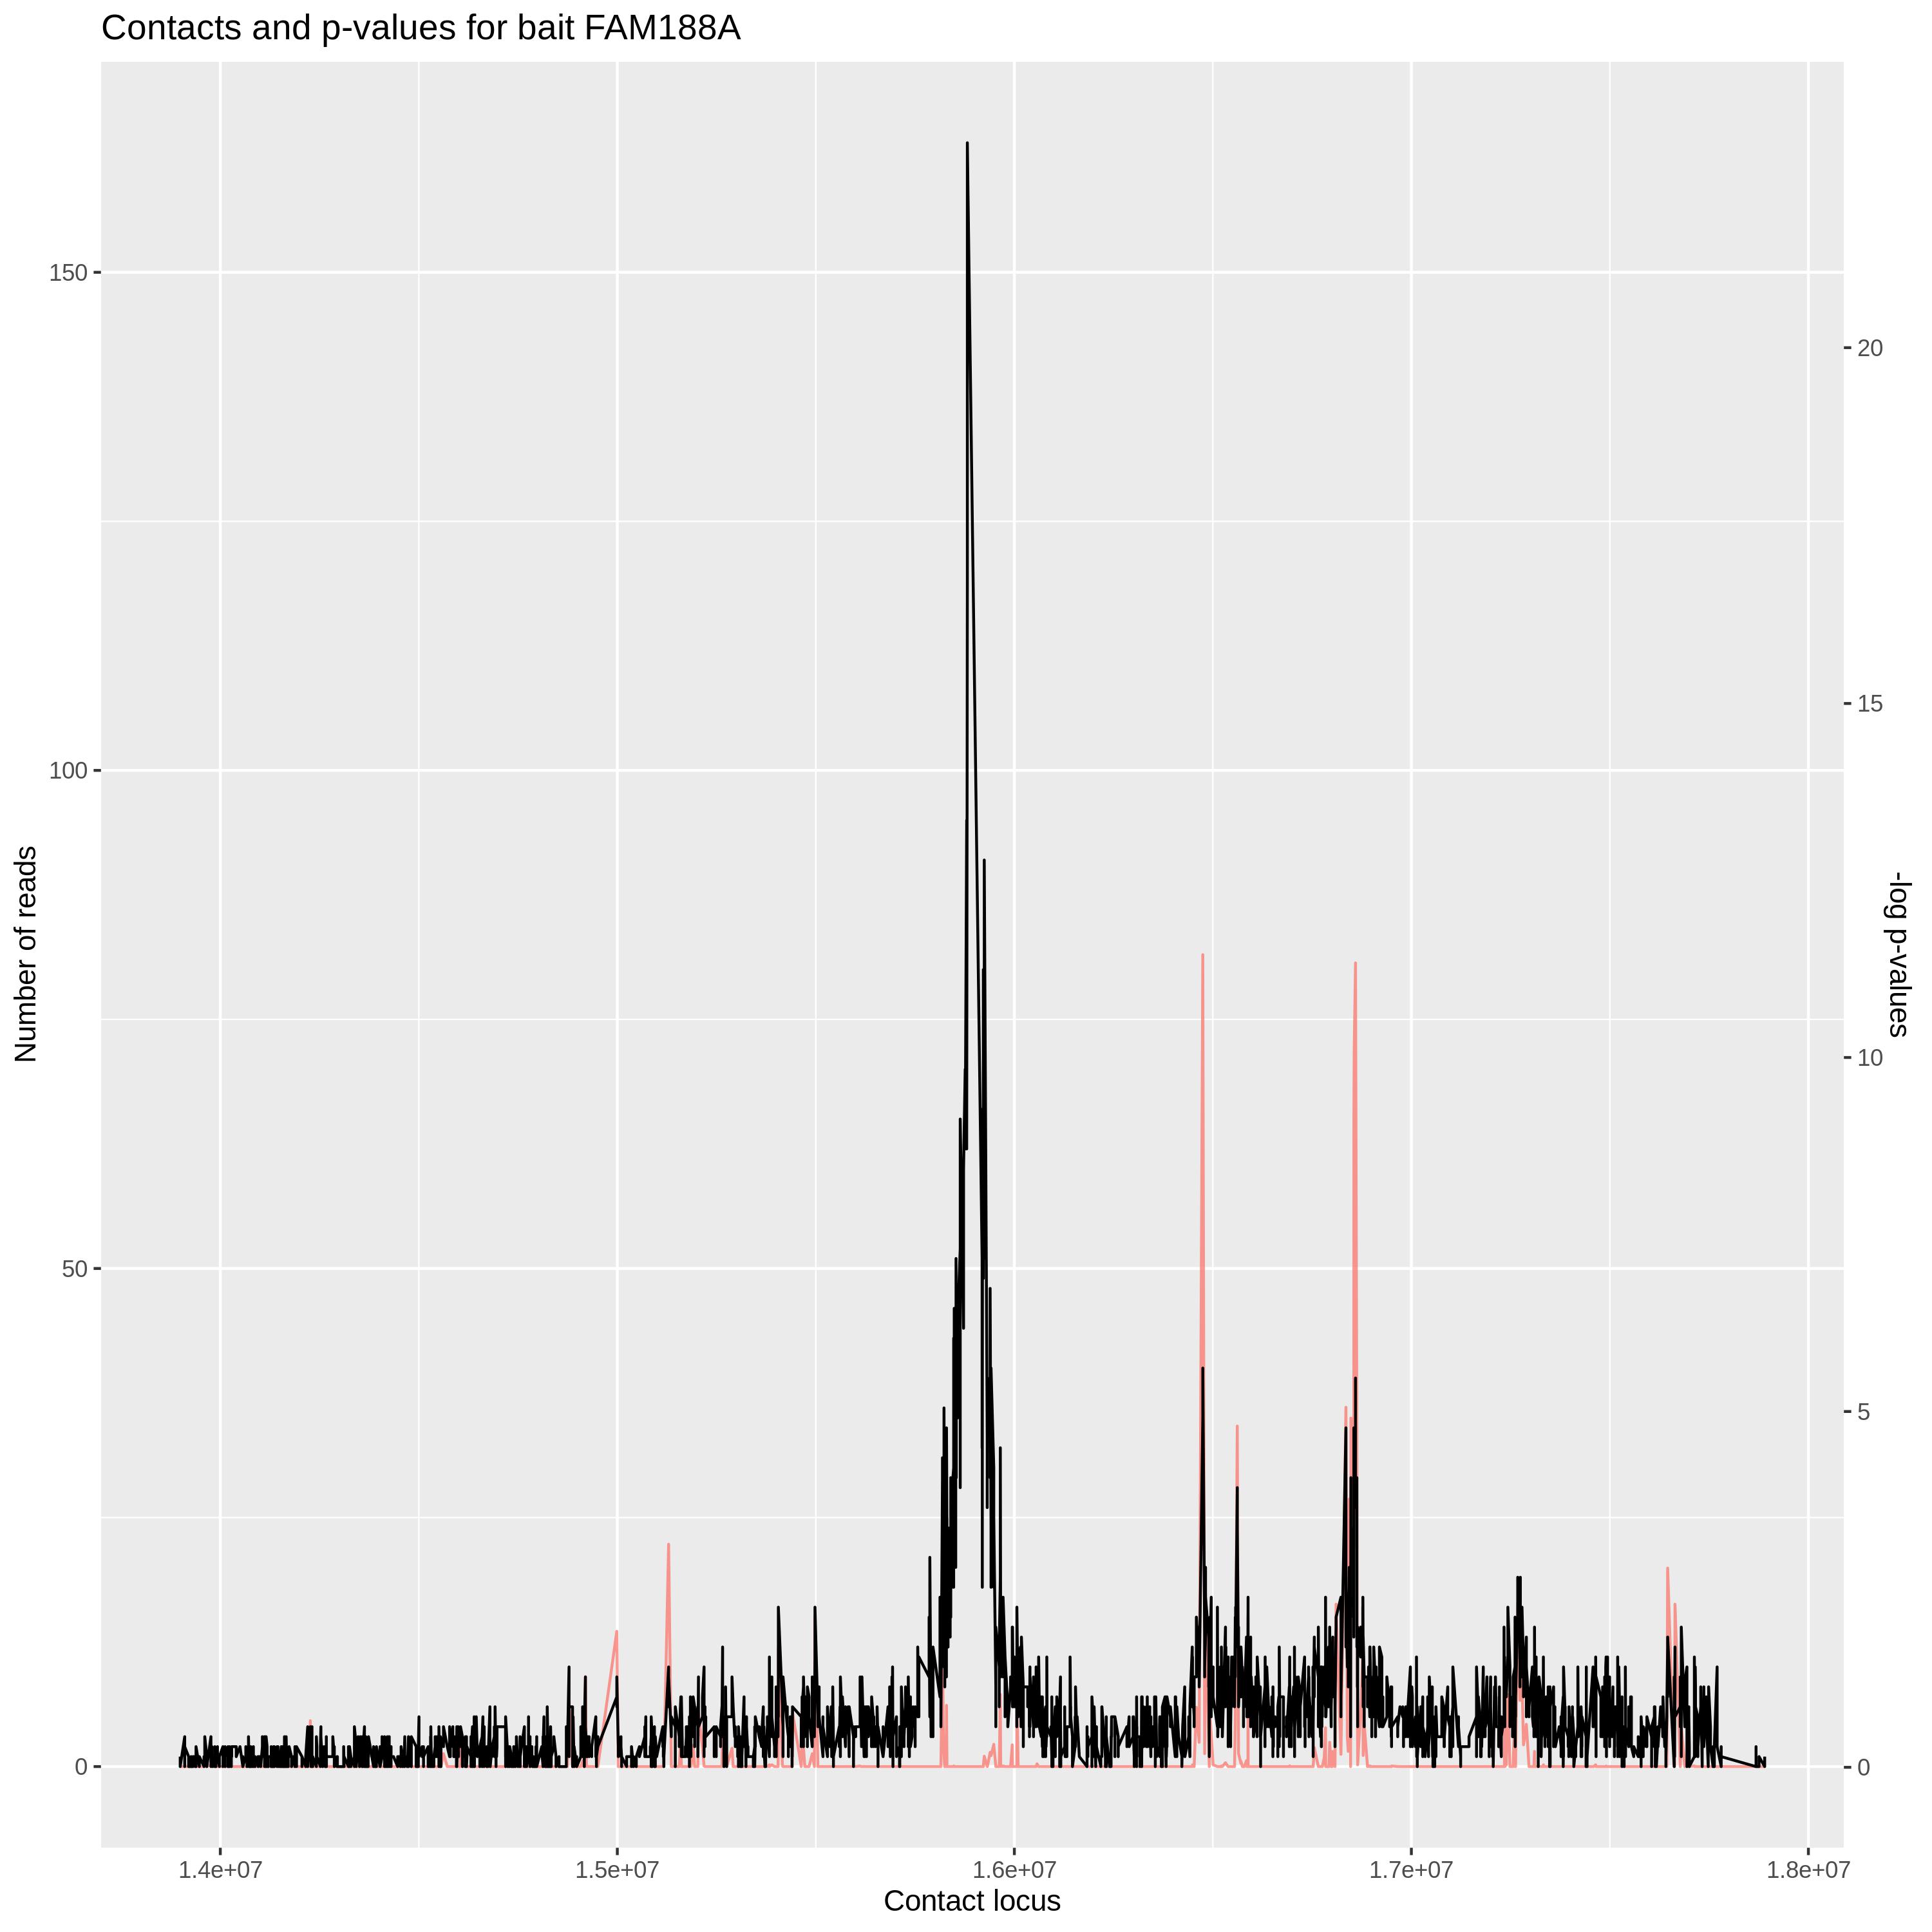 Contacts and p-values for bait FAM188A
150
100
50
0
Number of reads
20
15
10
5
0
-log p-values
1.4e+07
1.5e+07
1.6e+07
1.7e+07
1.8e+07
Contact locus